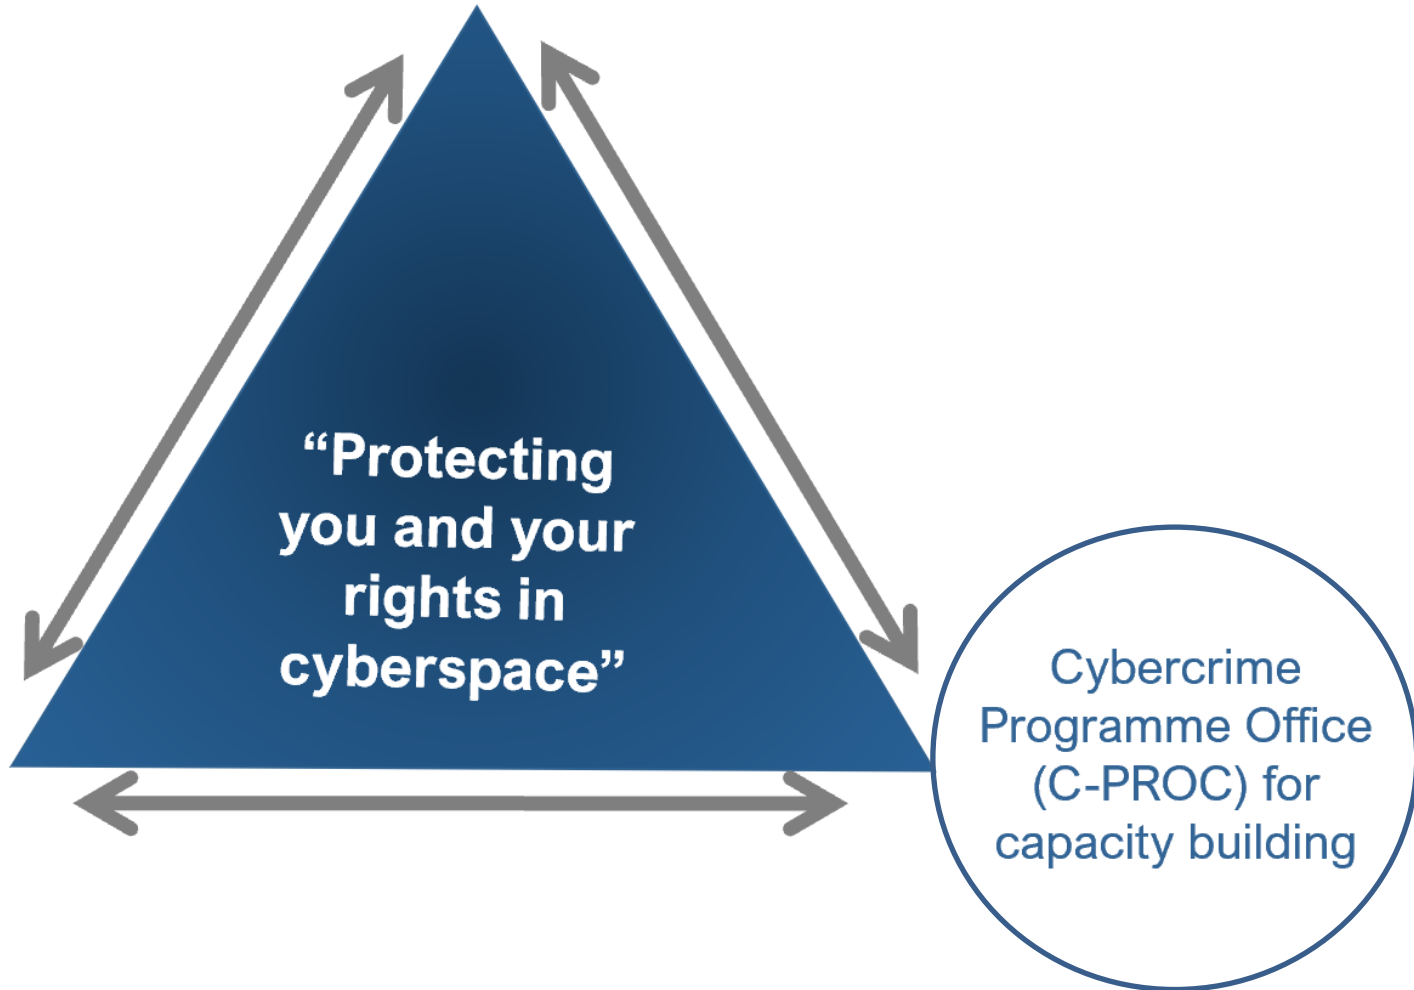 “Protecting
you and your
rights in
cyberspace”
Cybercrime
Programme Office
(C-PROC) for
capacity building